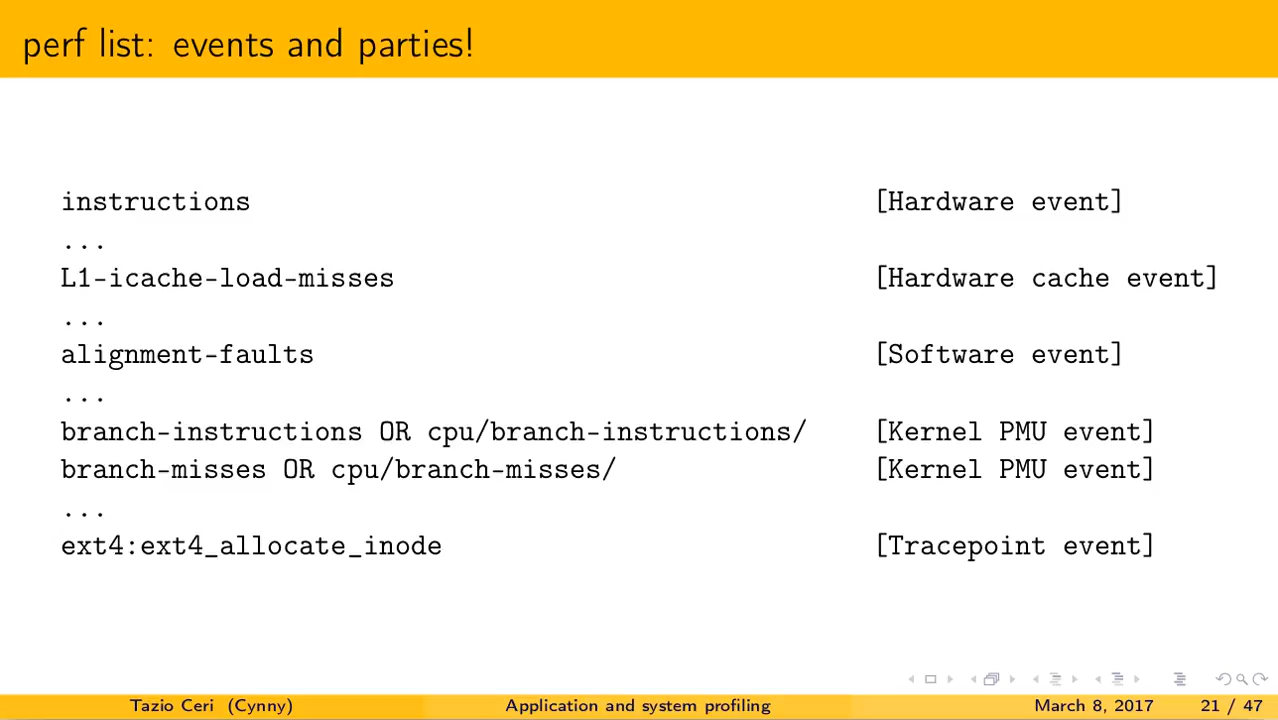 perf list: events and parties!
instructions [Hardware event]
...
L1-icache-load-misses [Hardware cache event]
...
alignment-faults [Software event]
...
branch-instructions OR cpu/branch-instructions/ [Kernel PMU event]
branch-misses OR cpu/branch-misses/ [Kernel PMU event]
...
ext4:ext4_allocate_inode [Tracepoint event]
Tazio Ceri (Cynny) Application and system profiling March 8, 2017 21 / 47